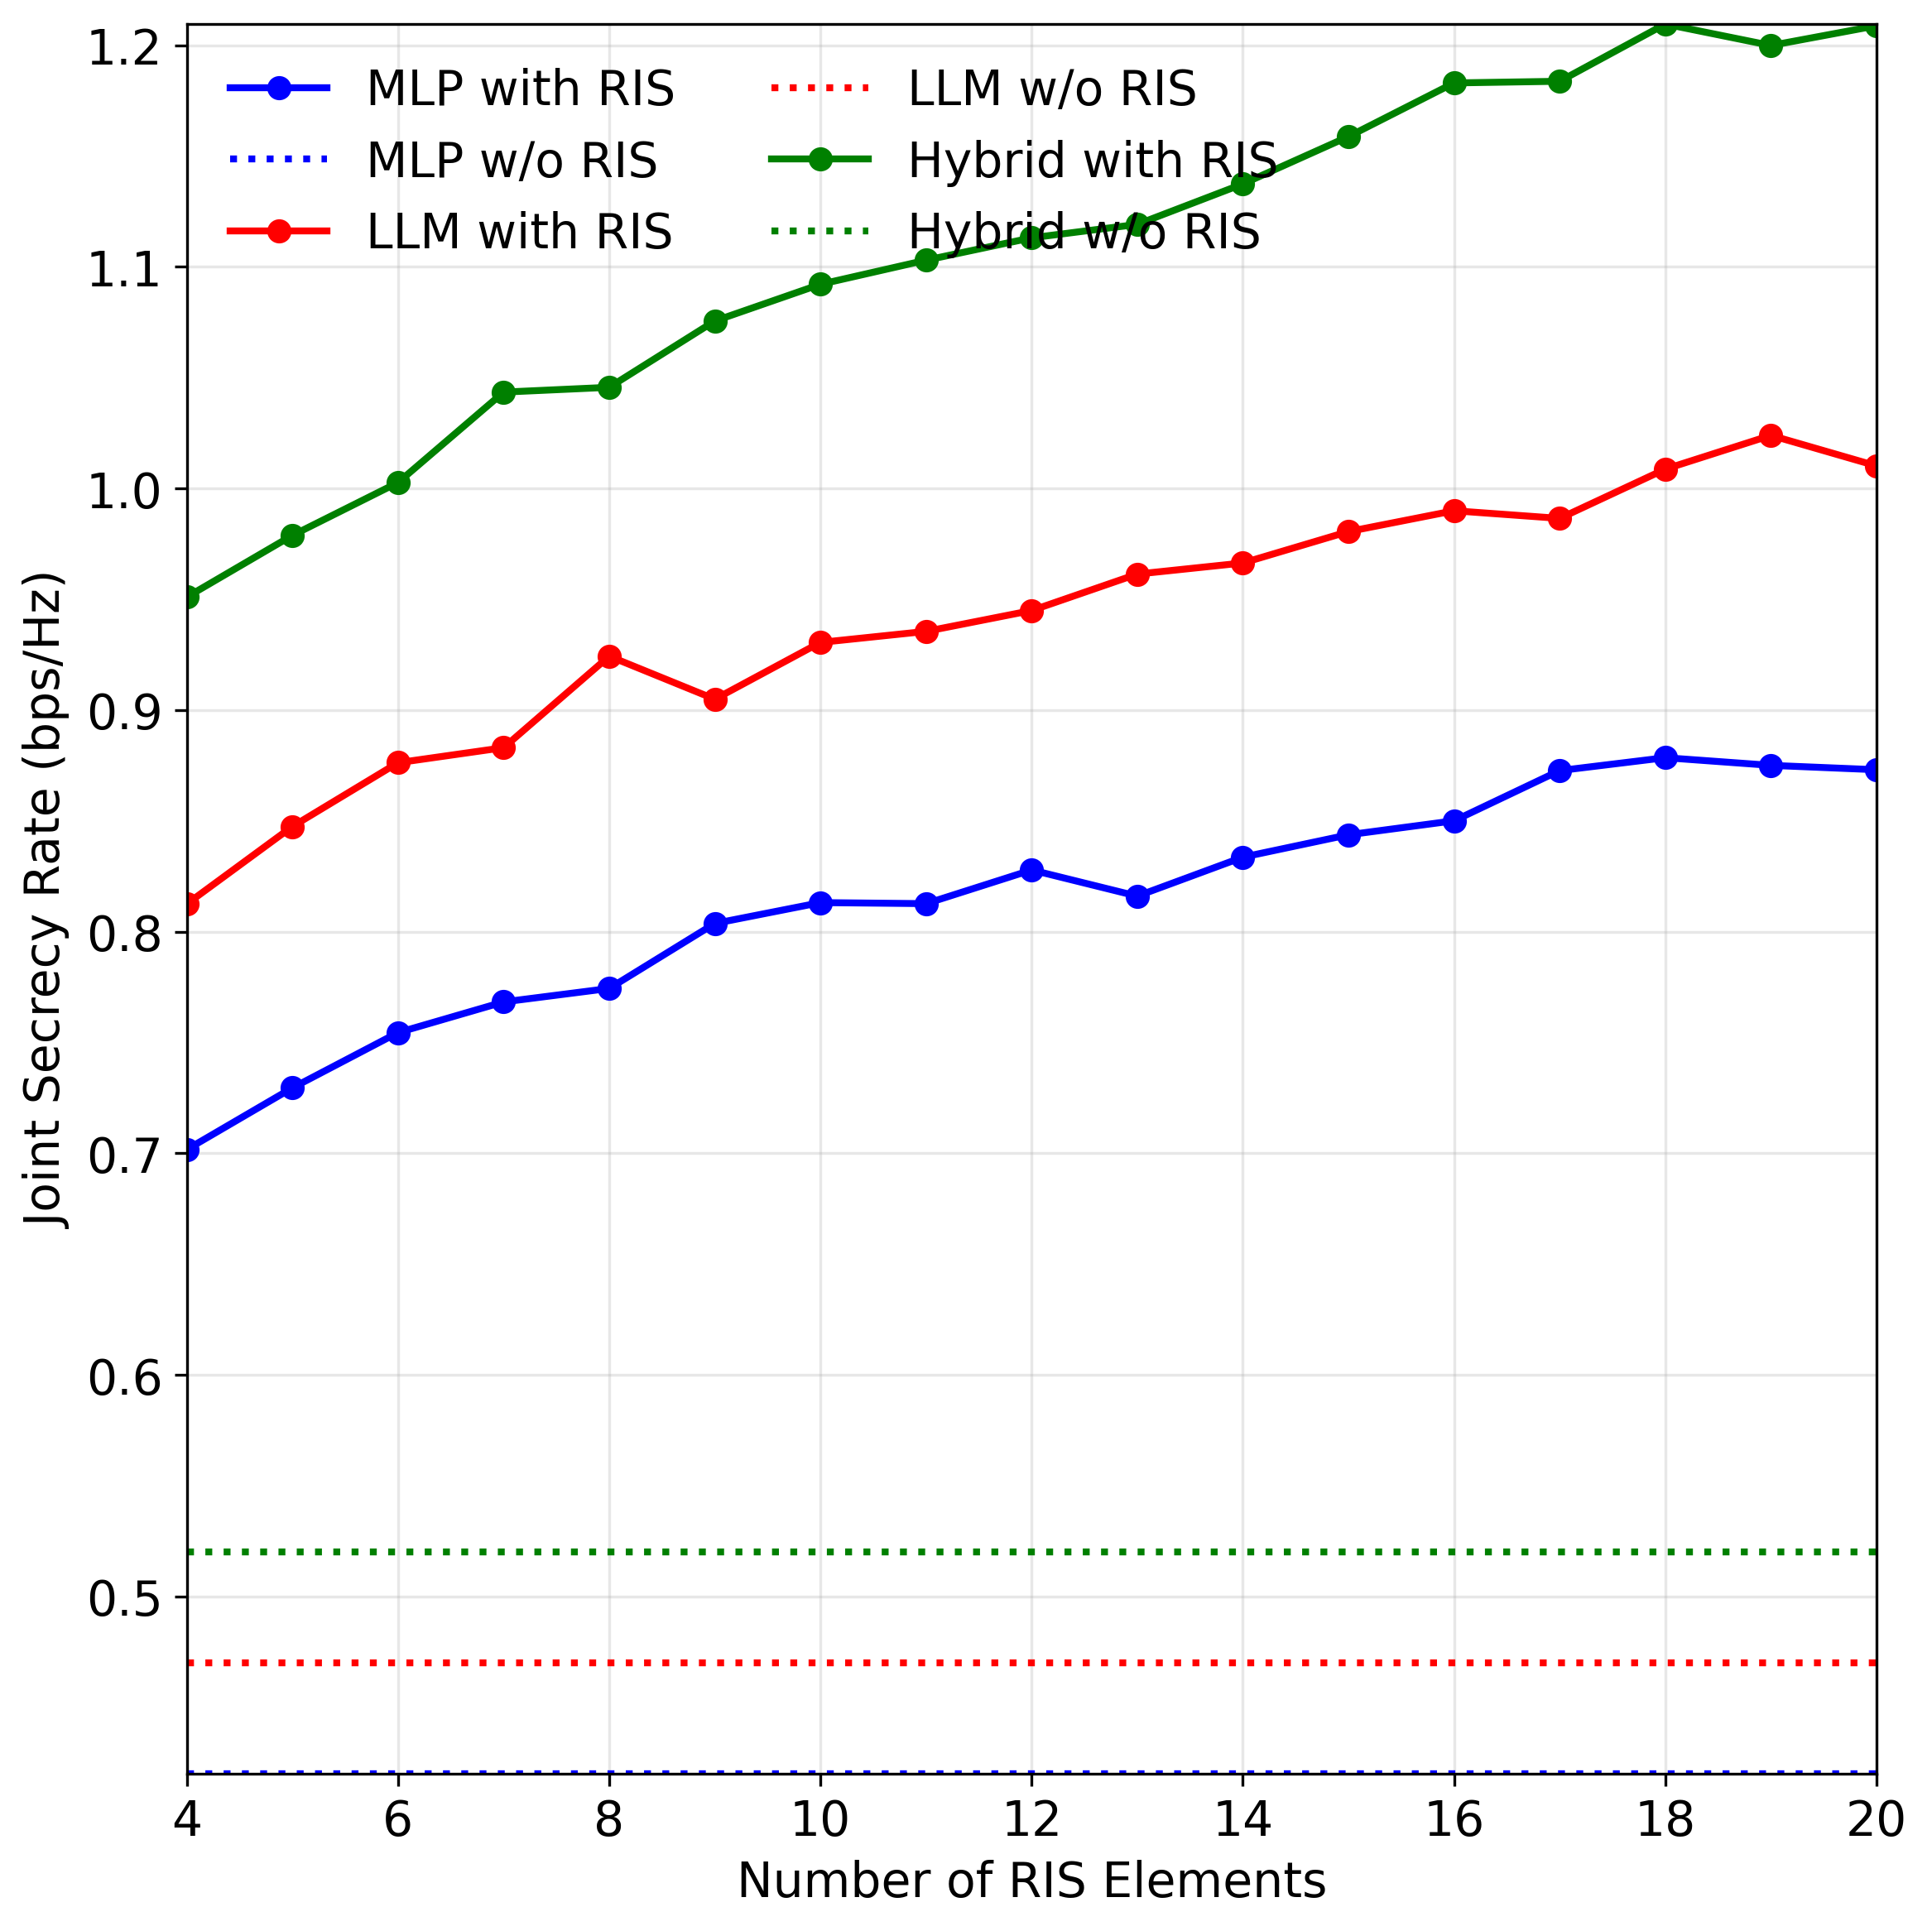 MLP with RIS
MLP w/o RIS
LLM with RIS
LLM w/o RIS
Hybrid with RIS
Hybrid w/o RIS
1.2
1.1
1.0
0.9
0.8
0.7
0.6
0.5
Joint Secrecy Rate (bps/Hz)
4 6 8 10 12 14 16 18 20
Number of RIS Elements